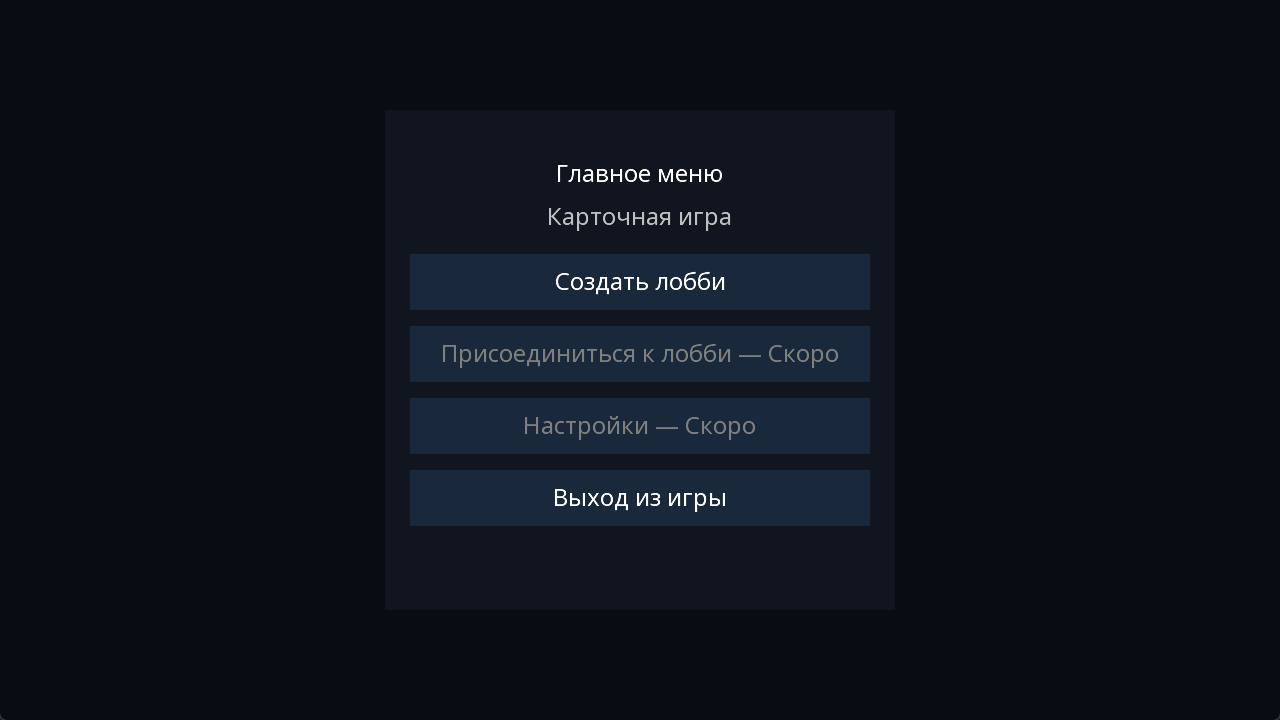 Главное меню
Карточная игра
Создать лобби
Присоединиться к лобби — Скоро
Настройки — Скоро
Выход из игры